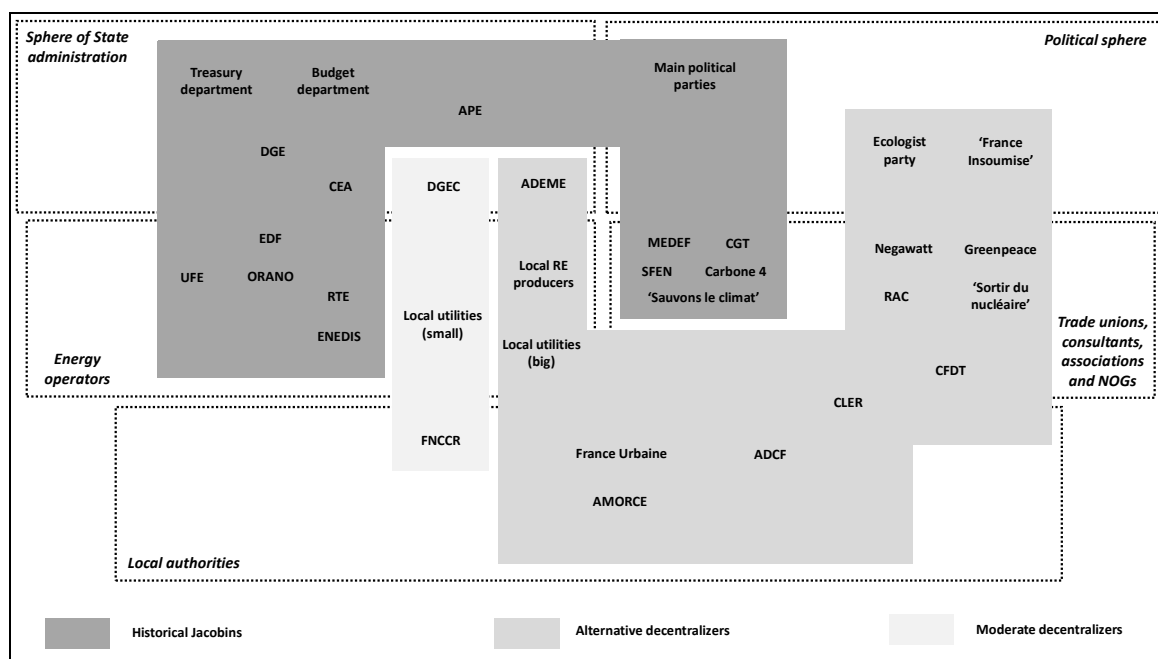 Sphere of State
administration
Political sphere
Treasury
department
Budget
department
Main political
parties
APE
Ecologist
party
‘France
Insoumise’
DGE
CEA
DGEC
ADEME
EDF
MEDEF
CGT
Negawatt
Greenpeace
UFE
ORANO
Local RE
producers
SFEN
Carbone 4
RTE
‘Sauvons le climat’
RAC
‘Sortir du
nucléaire’
ENEDIS
Local utilities
(small)
Local utilities
(big)
Energy
operators
Trade unions,
consultants,
associations
and NOGs
CFDT
CLER
FNCCR
France Urbaine
ADCF
AMORCE
Local authorities
Historical Jacobins
Alternative decentralizers
Moderate decentralizers